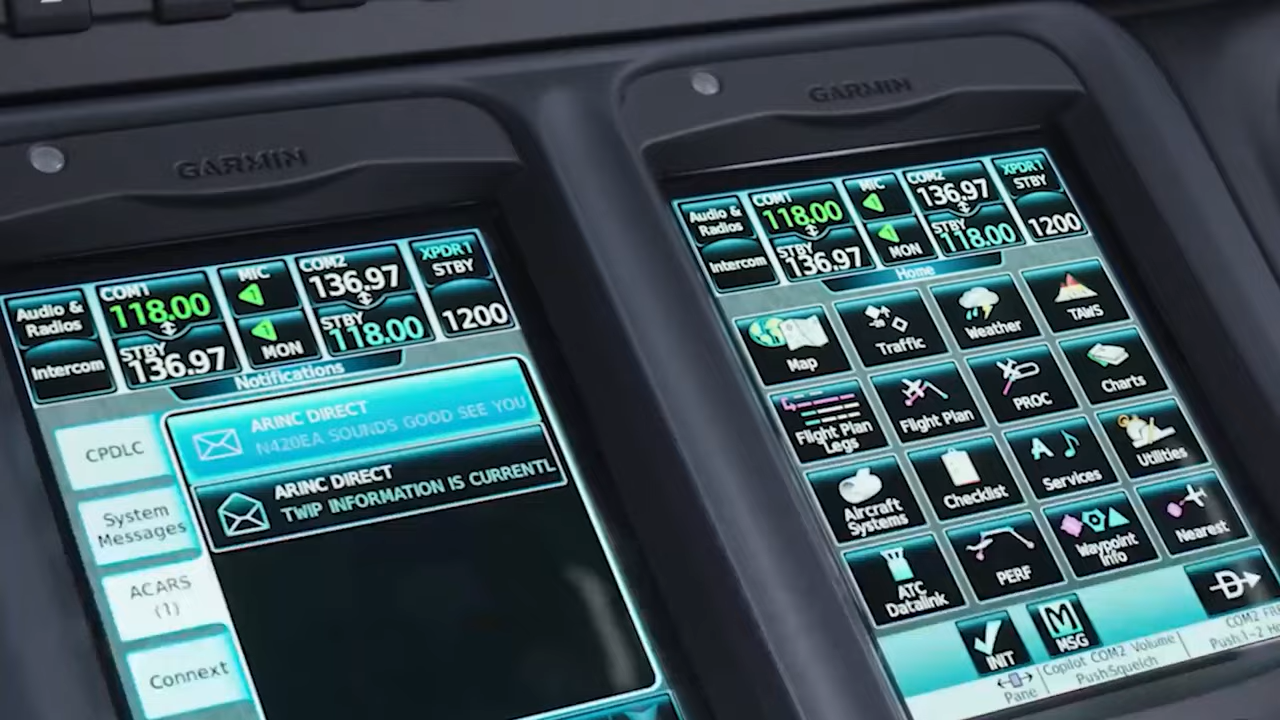 GARMIN
Audio & Radios
COM1
118.00
STBY
136.97
MIC
MON
COM2
136.97
STBY
118.00
XPDR1
STBY
1200
Intercom
Notifications
CPDLC
System
Messages
ACARS
(1)
Connext
ARINC DIRECT
N420EA SOUNDS GOOD SEE YOU
ARINC DIRECT
TWIP INFORMATION IS CURRENTL
GARMIN
Audio &
Radios
COM1
118.00
STBY
136.97
MIC
MON
COM2
136.97
STBY
118.00
XPDR1
STBY
1200
Intercom
Home
Map
Traffic
Weather
TAWS
Flight Plan
Legs
Flight Plan
PROC
Charts
Aircraft
Systems
Checklist
Services
Utilities
ATC
Datalink
PERF
Waypoint
Info
Nearest
INIT
MSG
Pane
Copilot COM2 Volume
Push:Squelch
COM2
Push:1–2